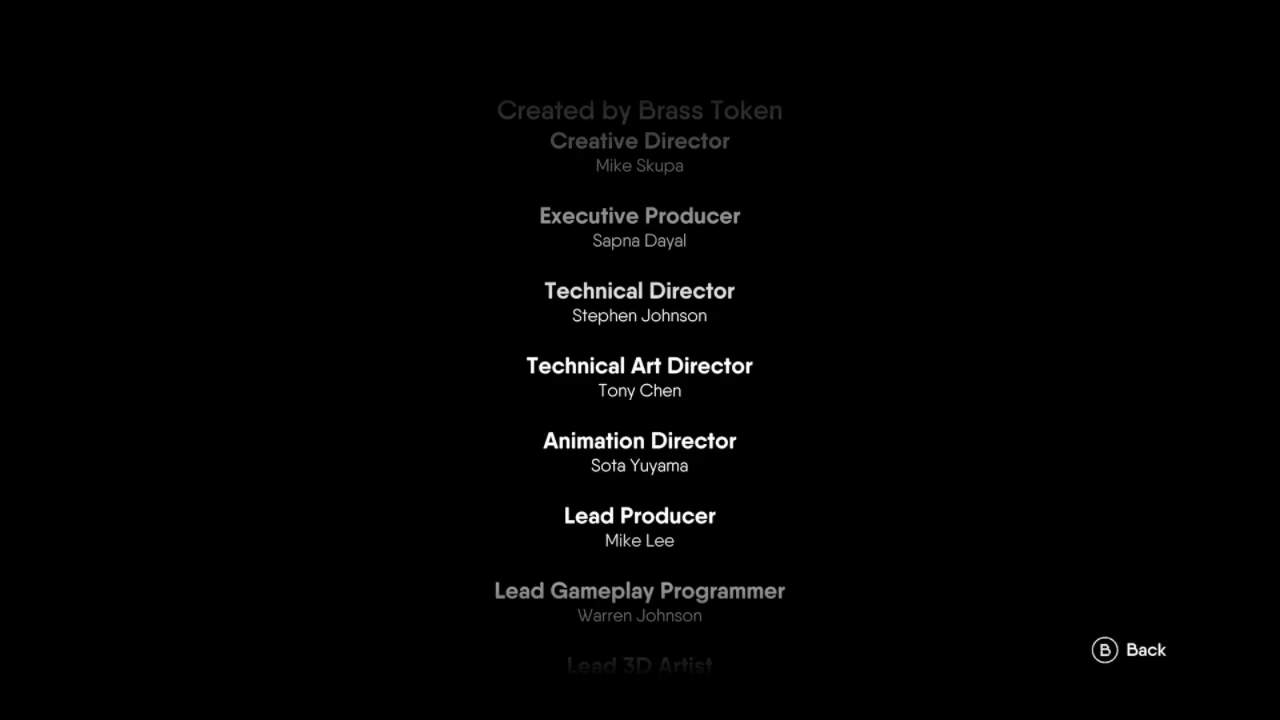 Created by Brass Token
Creative Director
Mike Skupa
Executive Producer
Sapna Dayal
Technical Director
Stephen Johnson
Technical Art Director
Tony Chen
Animation Director
Sota Yuyama
Lead Producer
Mike Lee
Lead Gameplay Programmer
Warren Johnson
Lead 3D Artist
B Back